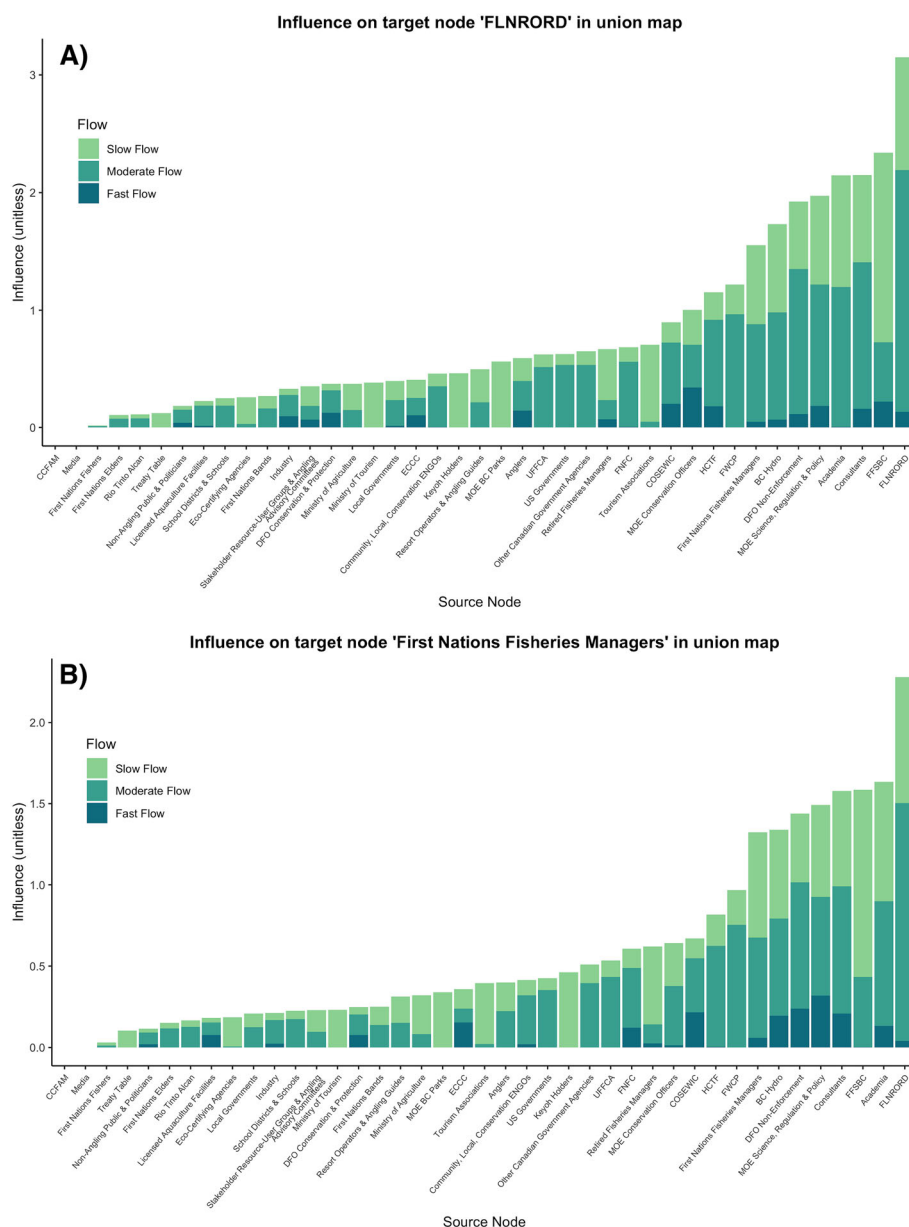 Influence on target node 'FLNRORD' in union map
A)
3
2
1
0
Influence (unitless)
Flow
Slow Flow
Moderate Flow
Fast Flow
CCFAM
Media
First Nations Fishers
First Nations Elders
Rio Tinto Alcan
Treaty Table
Non-Angling Public & Politicians
Licensed Aquaculture Facilities
School Districts & Schools
Eco-Certifying Agencies
First Nations Bands
Industry
Stakeholder Resource-User Groups & Angling
Advisory Committees
DFO Conservation & Protection
Ministry of Agriculture
Ministry of Tourism
Local Governments
ECCC
Community, Local, Conservation ENGOs
Keyoh Holders
Resort Operators & Angling Guides
MOE BC Parks
Anglers
UFFCA
US Governments
Other Canadian Government Agencies
Retired Fisheries Managers
FNFC
Tourism Associations
COSEWIC
MOE Conservation Officers
HCTF
FWCP
First Nations Fisheries Managers
BC Hydro
DFO Non-Enforcement
MOE Science, Regulation & Policy
Academia
Consultants
FFSBC
FLNRORD
Source Node
Influence on target node 'First Nations Fisheries Managers' in union map
B)
2.0
1.5
1.0
0.5
0.0
Influence (unitless)
Flow
Slow Flow
Moderate Flow
Fast Flow
CCFAM
Media
First Nations Fishers
Treaty Table
Non-Angling Public & Politicians
First Nations Elders
Rio Tinto Alcan
Licensed Aquaculture Facilities
Eco-Certifying Agencies
Local Governments
Industry
School Districts & Schools
Stakeholder Resource-User Groups & Angling
Advisory Committees
Ministry of Tourism
DFO Conservation & Protection
First Nations Bands
Resort Operators & Angling Guides
Ministry of Agriculture
MOE BC Parks
ECCC
Tourism Associations
Anglers
Community, Local, Conservation ENGOs
US Governments
Keyoh Holders
Other Canadian Government Agencies
UFFCA
FNFC
Retired Fisheries Managers
MOE Conservation Officers
COSEWIC
HCTF
FWCP
First Nations Fisheries Managers
BC Hydro
DFO Non-Enforcement
MOE Science, Regulation & Policy
Consultants
FFSBC
Academia
FLNRORD
Source Node